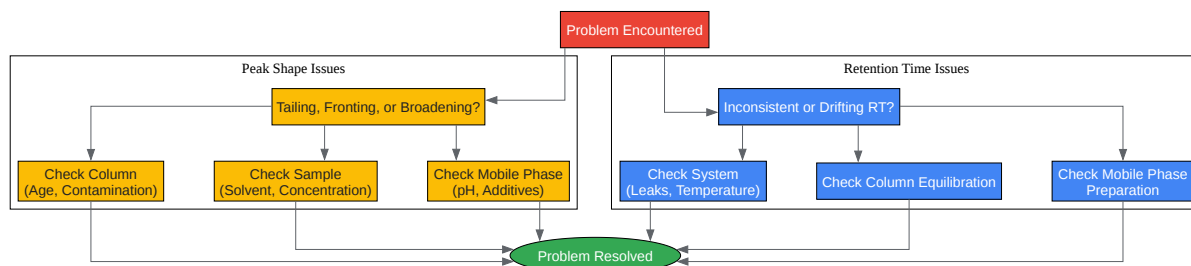 Problem Encountered
Peak Shape Issues
Retention Time Issues
Tailing, Fronting, or Broadening?
Inconsistent or Drifting RT?
Check Column
(Age, Contamination)
Check Sample
(Solvent, Concentration)
Check Mobile Phase
(pH, Additives)
Check System
(Leaks, Temperature)
Check Column Equilibration
Check Mobile Phase
Preparation
Problem Resolved